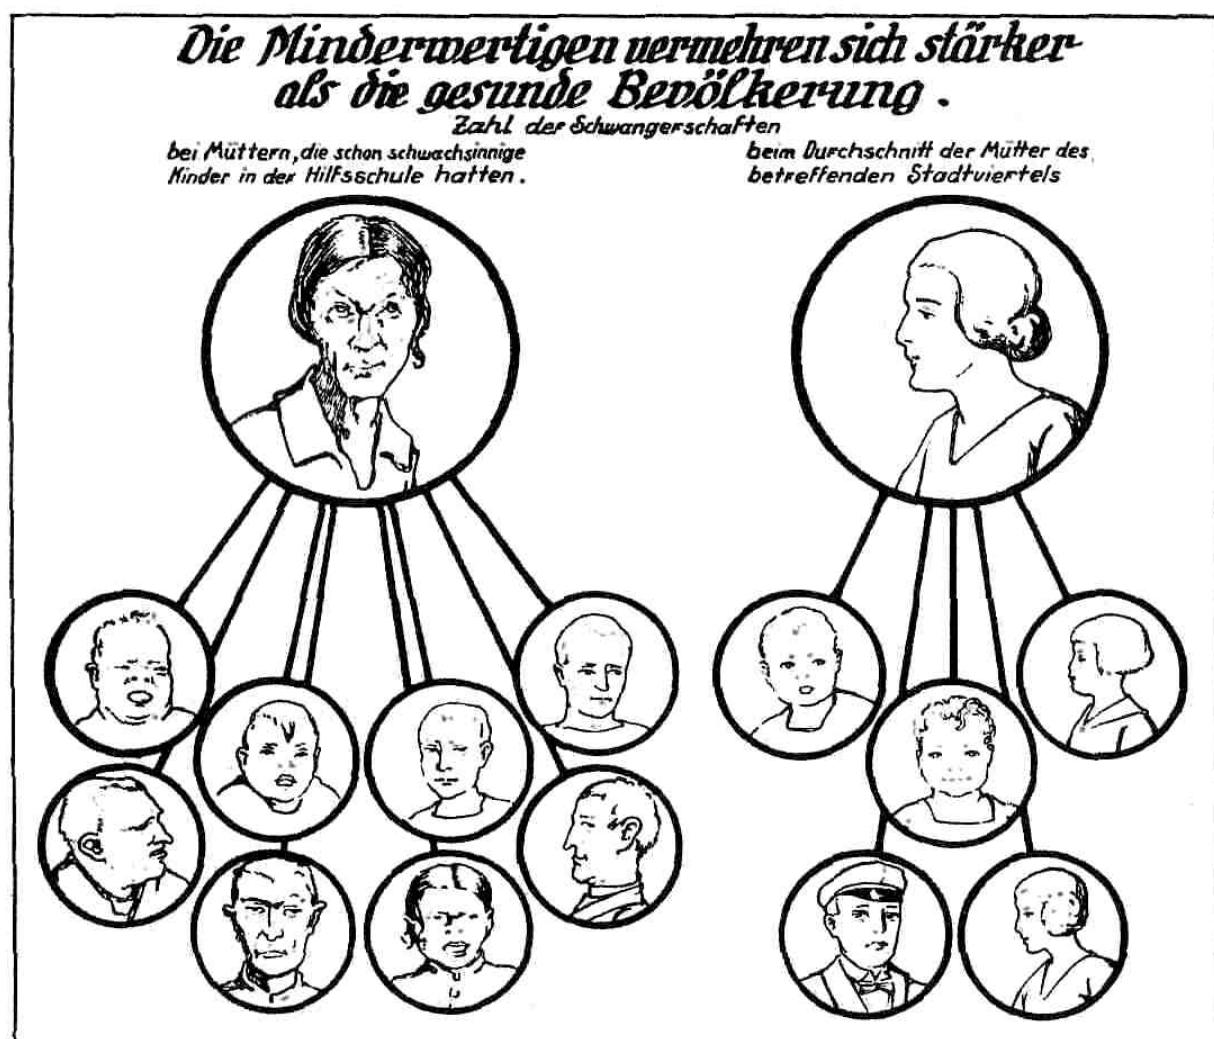 Die Minderwertigen vermehren sich stärker
als die gesunde Bevölkerung.
Zahl der Schwangerschaften
bei Müttern, die schon schwachsinnige
Kinder in der Hilfsschule hatten.
beim Durchschnitt der Mütter des
betreffenden Stadtviertels